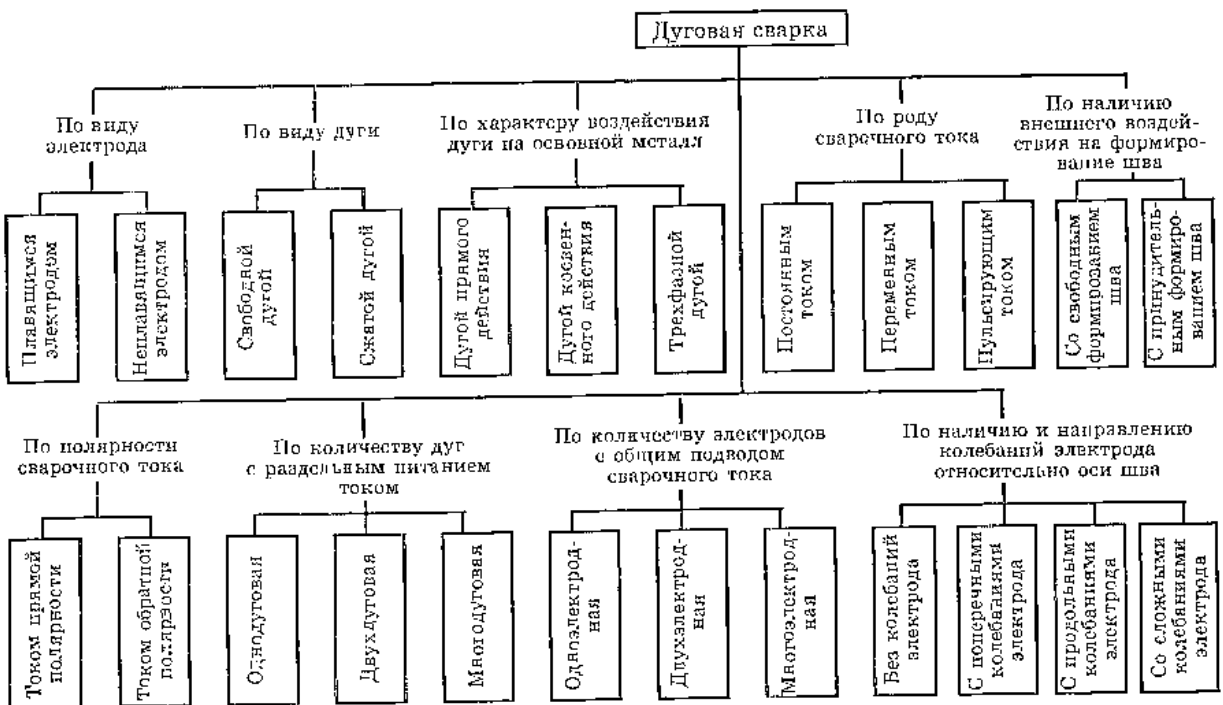 Дуговая сварка
По виду
электрода
По виду дуги
По характеру воздействия
дуги на основной металл
По роду
сварочного тока
По наличию
внешнего воздей-
ствия на формиро-
вание шва
Плавящимся
электродом
Неплавящимся
электродом
Свободной
дугой
Сжатой дугой
Дугой прямого
действия
Дугой косвен-
ного действия
Трехфазной
дугой
Постоянным
током
Переменным
током
Пульсирующим
током
Со свободным
формированием
шва
С принудитель-
ным формиро-
ванием шва
По полярности
сварочного тока
По количеству дуг
с раздельным питанием
током
По количеству электродов
с общим подводом
сварочного тока
По наличию и направлению
колебаний электрода
относительно оси шва
Током прямой
полярности
Током обратной
полярности
Однодуговая
Двухдуговая
Многодуговая
Одноэлектрод-
ная
Двухэлектрод-
ная
Многоэлектрод-
ная
Без колебаний
электрода
С поперечными
колебаниями
электрода
С продольными
колебаниями
электрода
Со сложными
колебаниями
электрода